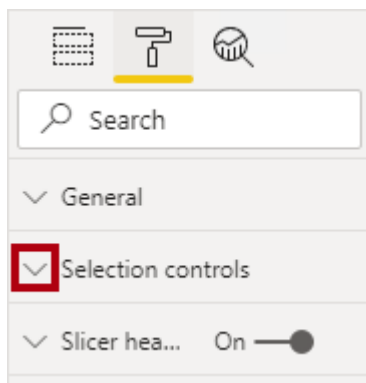 Search
General
Selection controls
Slicer hea... On